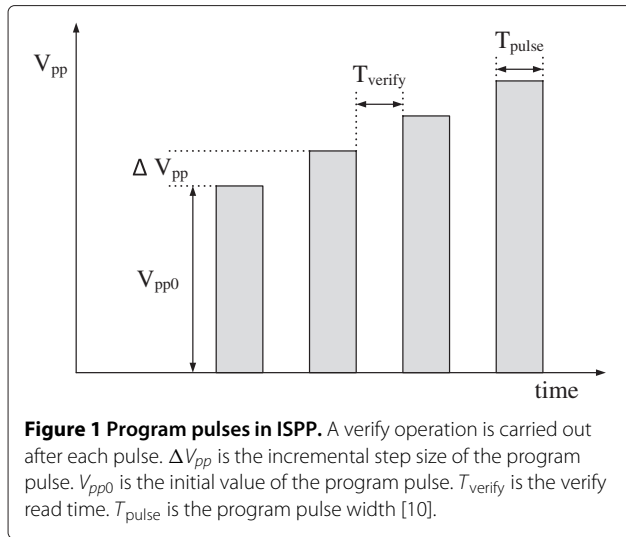 V_pp
T_verify
T_pulse
Δ V_pp
V_pp0
time
Figure 1 Program pulses in ISPP. A verify operation is carried out
after each pulse. ΔV_pp is the incremental step size of the program
pulse. V_pp0 is the initial value of the program pulse. T_verify is the verify
read time. T_pulse is the program pulse width [10].